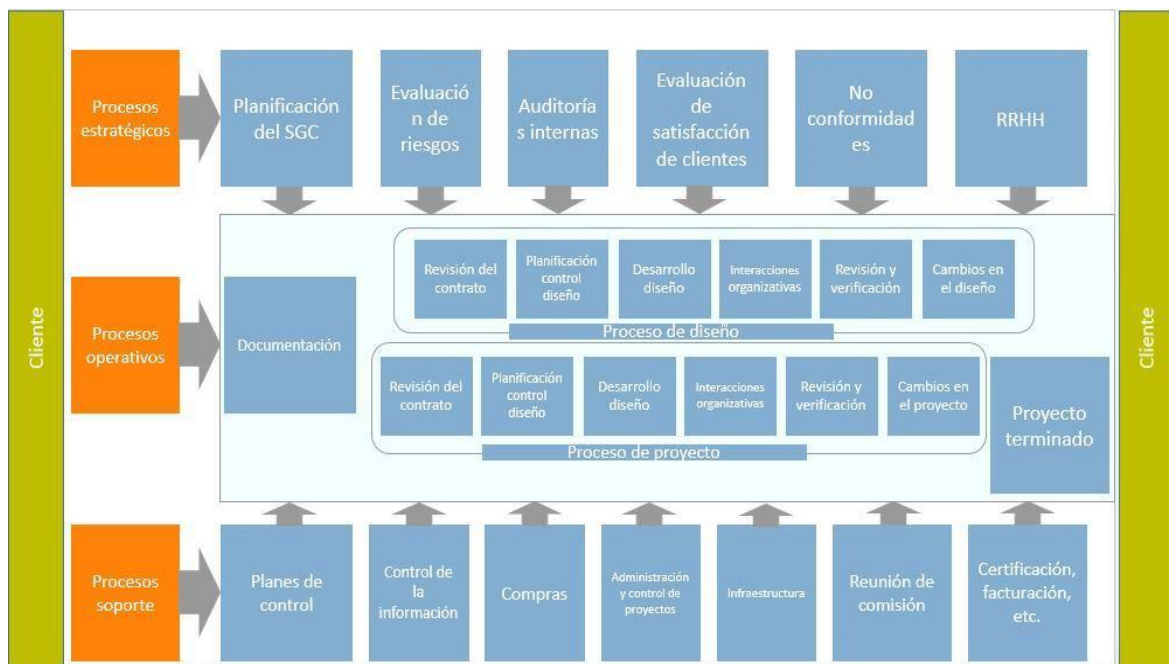 Cliente
Procesos
estratégicos
Planificación
del SGC
Evaluació
n de
riesgos
Auditoría
s internas
Evaluación
de
satisfacción
de clientes
No
conformidad
es
RRHH
Cliente
Procesos
operativos
Documentación
Revisión del
contrato
Planificación
control
diseño
Desarrollo
diseño
Interacciones
organizativas
Revisión y
verificación
Cambios en
el diseño
Proceso de diseño
Revisión del
contrato
Planificación
control
diseño
Desarrollo
diseño
Interacciones
organizativas
Revisión y
verificación
Cambios en
el proyecto
Proceso de proyecto
Proyecto
terminado
Procesos
soporte
Planes de
control
Control de
la
información
Compras
Administración
y control de
proyectos
Infraestructura
Reunión de
comisión
Certificación,
facturación,
etc.